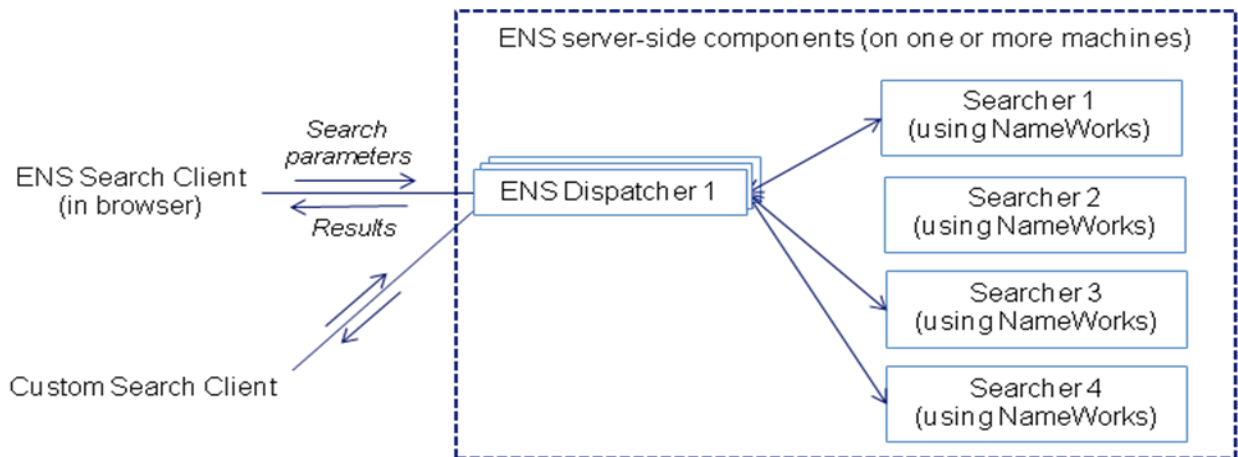 ENS server-side components (on one or more machines)
Search
parameters
ENS Search Client
(in browser)
Results
Custom Search Client
ENS Dispatcher 1
Searcher 1
(using NameWorks)
Searcher 2
(using NameWorks)
Searcher 3
(using NameWorks)
Searcher 4
(using NameWorks)